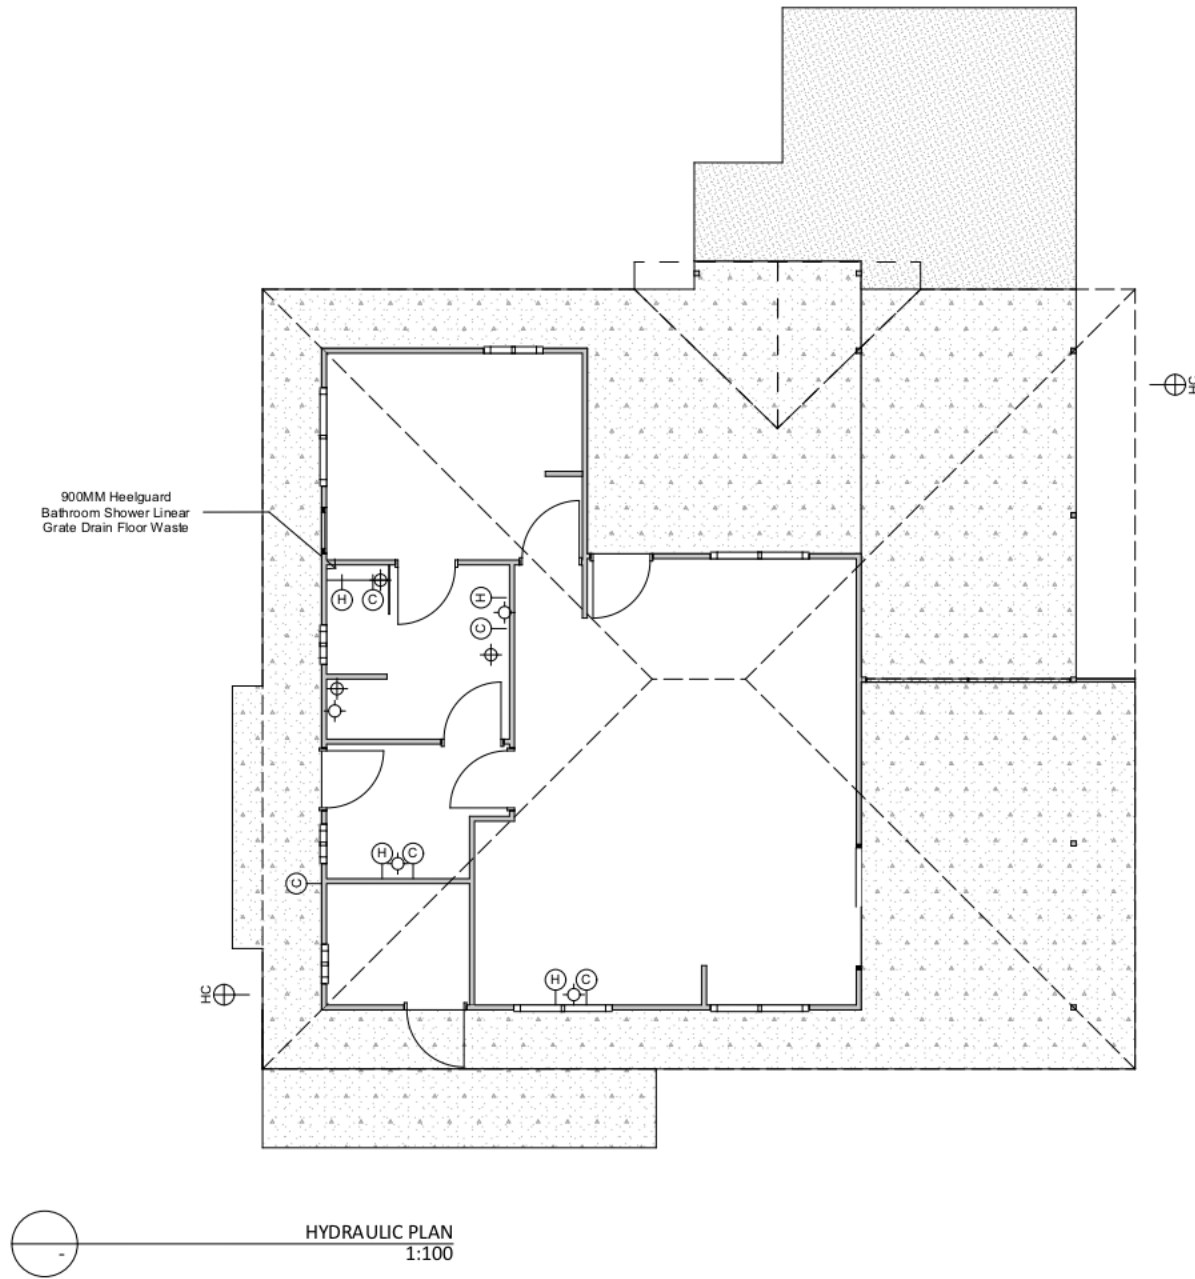 HC
900MM Heelguard
Bathroom Shower Linear
Grate Drain Floor Waste
H C
H
C
H C
C
H C
HC
HYDRAULIC PLAN
1:100
-